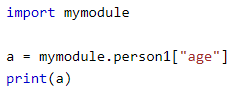 import mymodule
a = mymodule.person1["age"]
print(a)